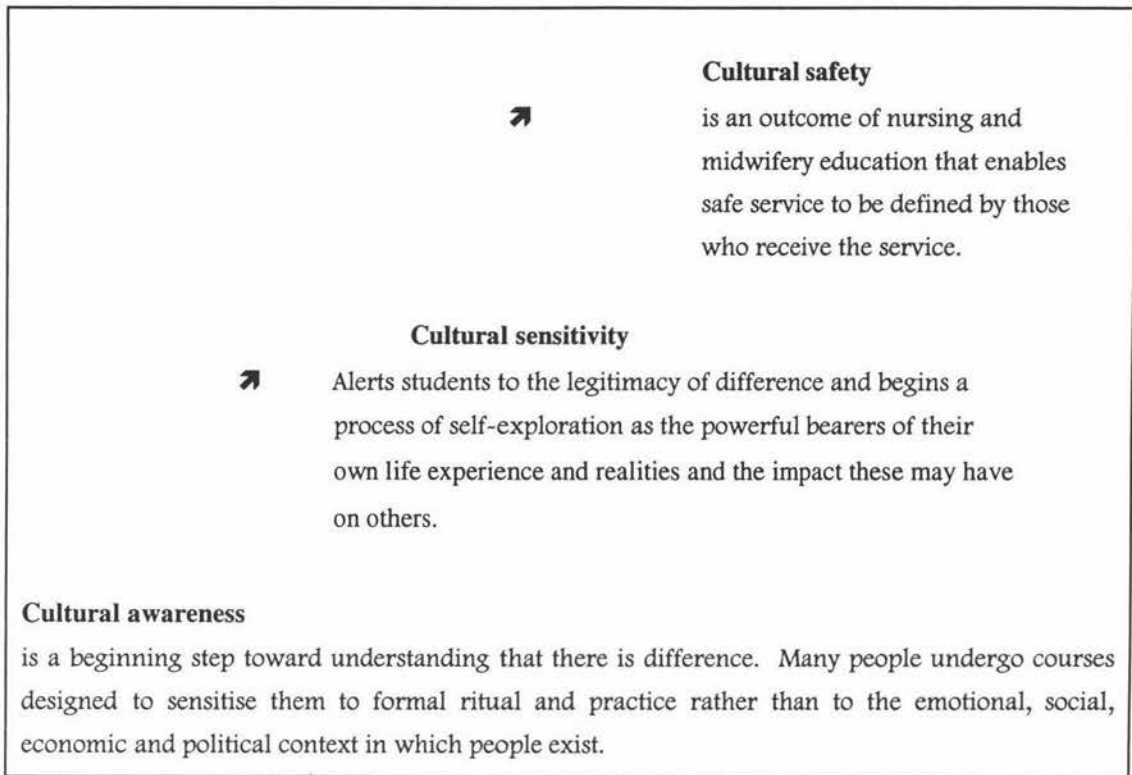 Cultural safety
is an outcome of nursing and
midwifery education that enables
safe service to be defined by those
who receive the service.
Cultural sensitivity
Alerts students to the legitimacy of difference and begins a
process of self-exploration as the powerful bearers of their
own life experience and realities and the impact these may have
on others.
Cultural awareness
is a beginning step toward understanding that there is difference. Many people undergo courses
designed to sensitise them to formal ritual and practice rather than to the emotional, social,
economic and political context in which people exist.